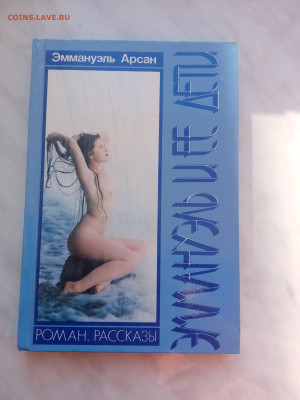 COINS.LAVE.RU
Эммануэль Арсан
ЭММАНУЭЛЬ И ЕЕ ДЕТИ
РОМАН. РАССКАЗЫ